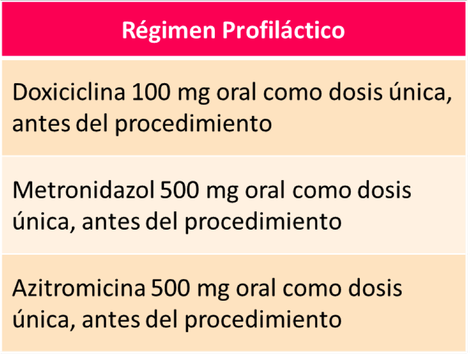 Régimen Profiláctico
Doxiciclina 100 mg oral como dosis única,
antes del procedimiento
Metronidazol 500 mg oral como dosis
única, antes del procedimiento
Azitromicina 500 mg oral como dosis
única, antes del procedimiento